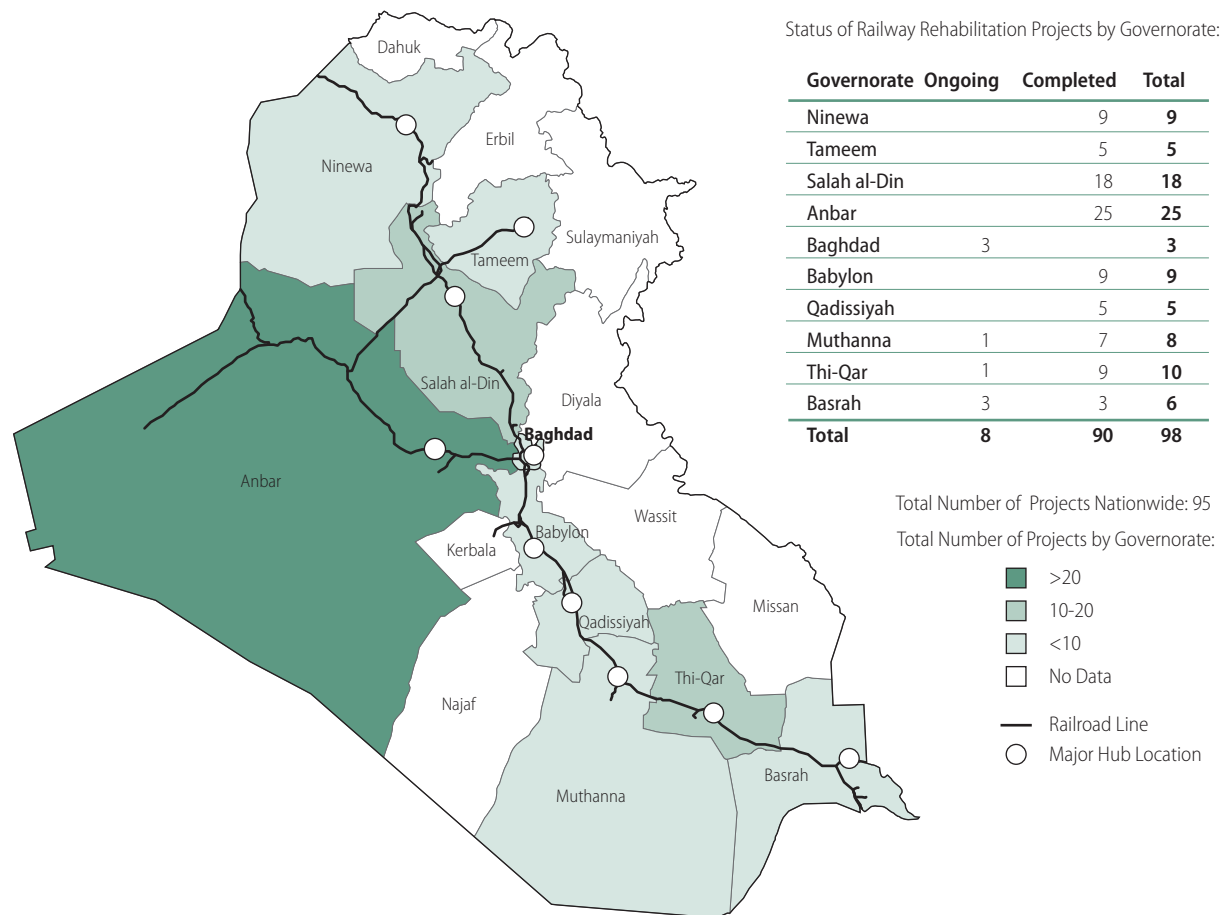 Status of Railway Rehabilitation Projects by Governorate:
Governorate Ongoing Completed Total
Ninewa 9 9
Tameem 5 5
Salah al-Din 18 18
Anbar 25 25
Baghdad 3 3
Babylon 9 9
Qadissiyah 5 5
Muthanna 1 7 8
Thi-Qar 1 9 10
Basrah 3 3 6
Total 8 90 98
Total Number of Projects Nationwide: 95
Total Number of Projects by Governorate:
>20
10-20
<10
No Data
Railroad Line
Major Hub Location
Dahuk
Erbil
Ninewa
Sulaymaniyah
Tameem
Salah al-Din
Diyala
Baghdad
Anbar
Wassit
Babylon
Kerbala
Missan
Qadissiyah
Thi-Qar
Najaf
Basrah
Muthanna